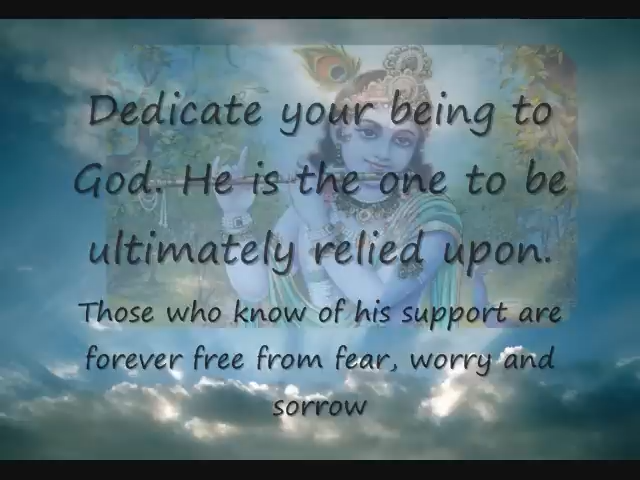 Dedicate your being to
God. He is the one to be
ultimately relied upon.
Those who know of his support are
forever free from fear, worry and
sorrow